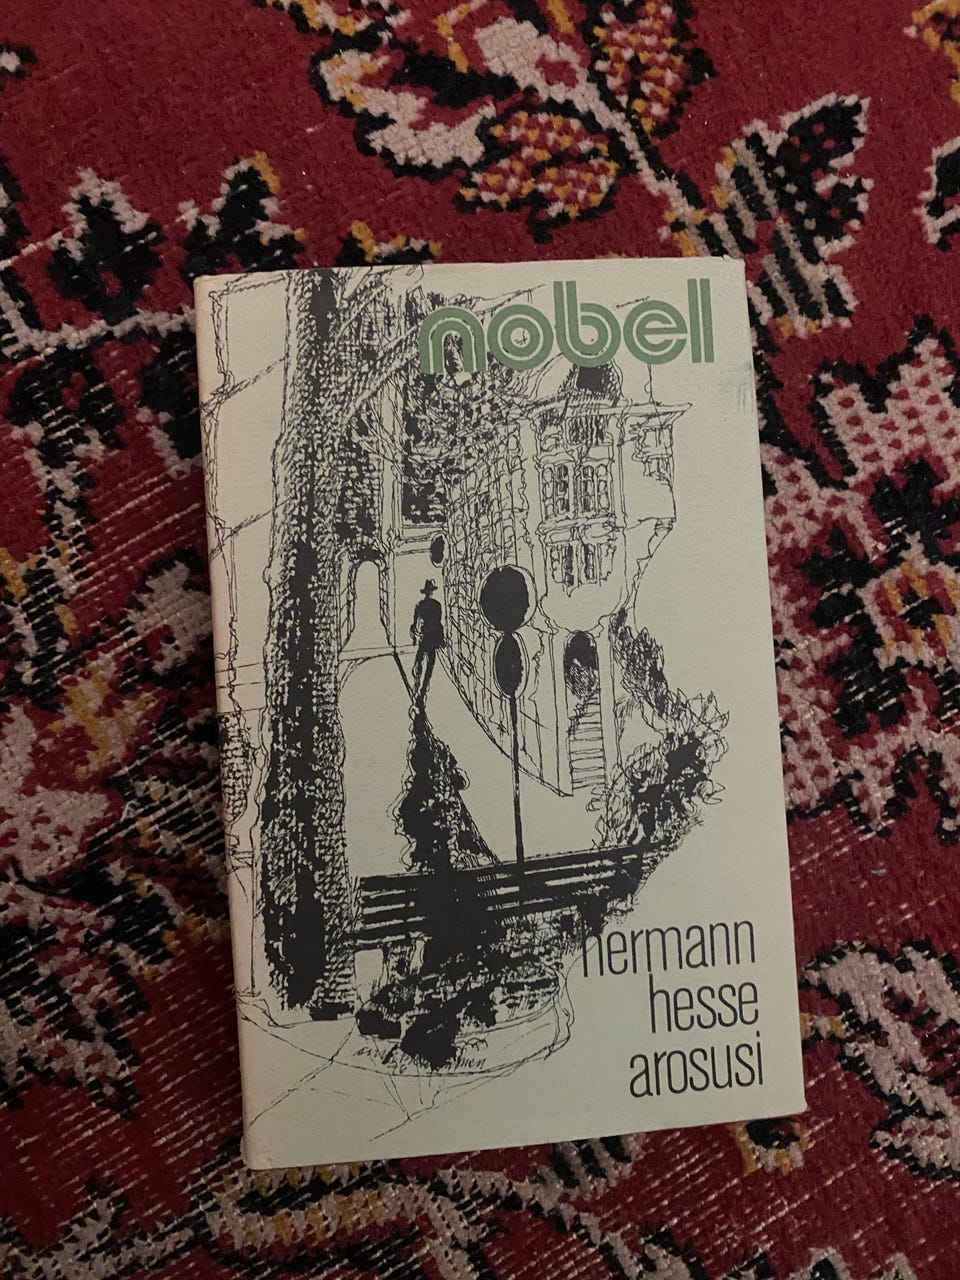 nobel
hermann
hesse
arosusi